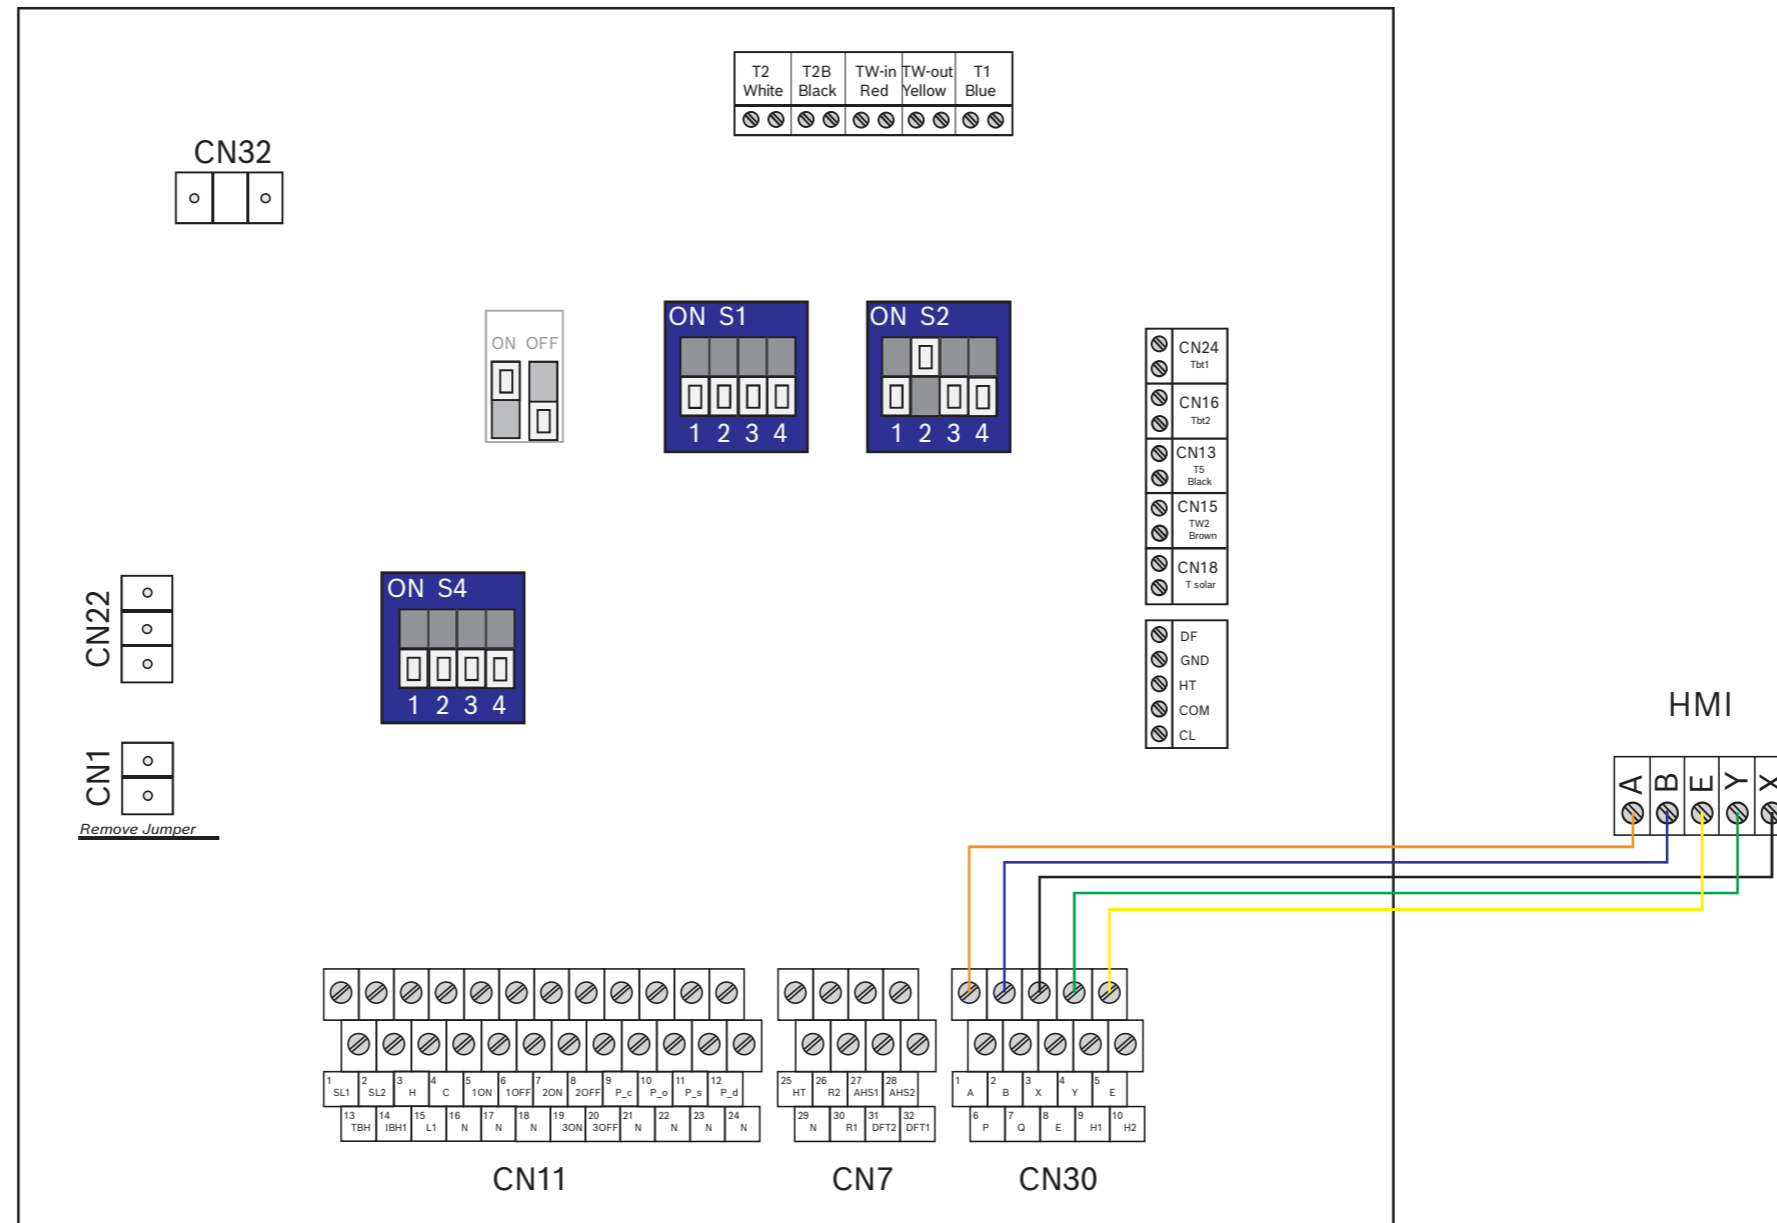 T2 T2B TW-in TW-out T1
White Black Red Yellow Blue
CN32
ON OFF
ON S1
1 2 3 4
ON S2
1 2 3 4
CN24
Tbt1
CN16
Tbt2
CN13
T5
Black
CN15
TW2
Brown
CN18
T solar
ON S4
1 2 3 4
CN22
DF
GND
HT
COM
CL
HMI
A B E Y X
CN1
Remove Jumper
1 2 3 4 5 6 7 8 9 10 11 12
SL1 SL2 H C 1ON 1OFF 2ON 2OFF P_c P_o P_s P_d
13 14 15 16 17 18 19 20 21 22 23 24
TBH IBH1 L1 N N N 3ON 3OFF N N N N
CN11
25 26 27 28
HT R2 AHS1 AHS2
29 30 31 32
N R1 DFT2 DFT1
CN7
1 2 3 4 5
A B X Y E
6 7 8 9 10
P Q E H1 H2
CN30